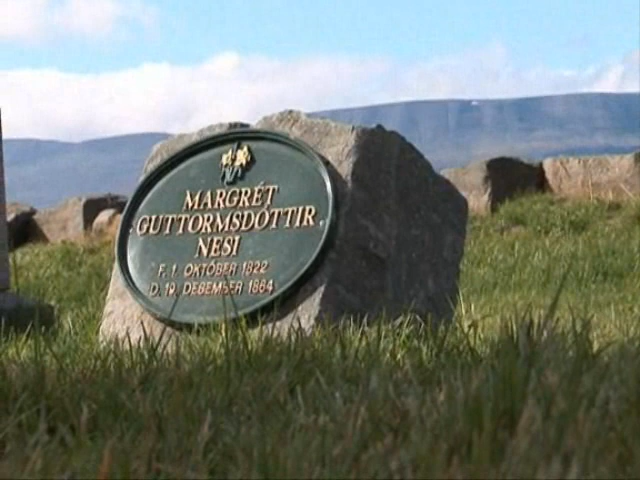 MARGRÉT
GUTTORMSDÓTTIR
NESI
F. 1. OKTÓBER 1822
D. 19. DESEMBER 1864